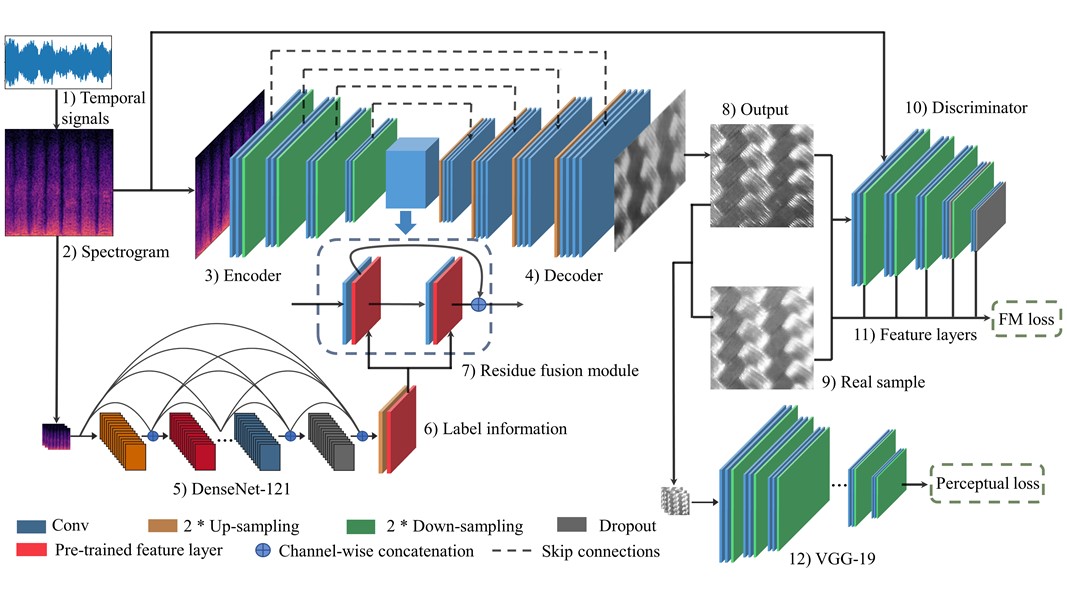 1) Temporal
signals
2) Spectrogram
3) Encoder
4) Decoder
8) Output
10) Discriminator
11) Feature layers
FM loss
9) Real sample
7) Residue fusion module
6) Label information
5) DenseNet-121
Perceptual loss
12) VGG-19
Conv
2 * Up-sampling
2 * Down-sampling
Dropout
Pre-trained feature layer
Channel-wise concatenation
Skip connections